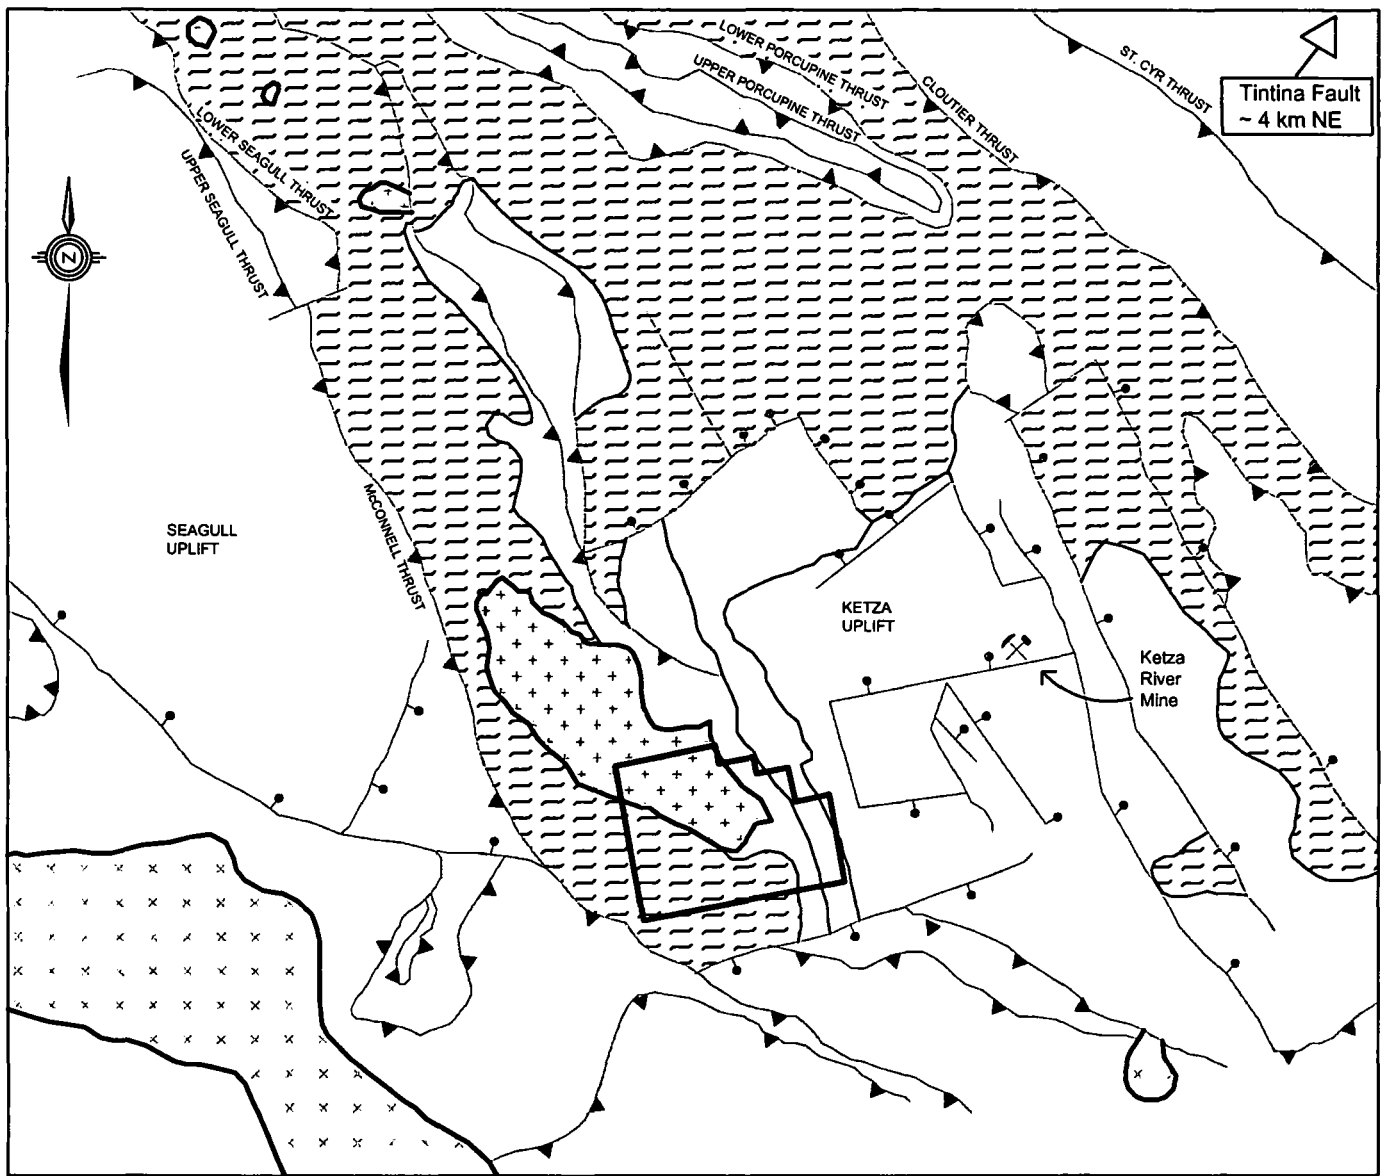 LOWER PORCUPINE THRUST
UPPER PORCUPINE THRUST
CLOUTIER THRUST
ST. CYR THRUST
Tintina Fault
~ 4 km NE
LOWER SEAGULL THRUST
UPPER SEAGULL THRUST
N
McCONNELL THRUST
SEAGULL
UPLIFT
KETZA
UPLIFT
Ketza
River
Mine